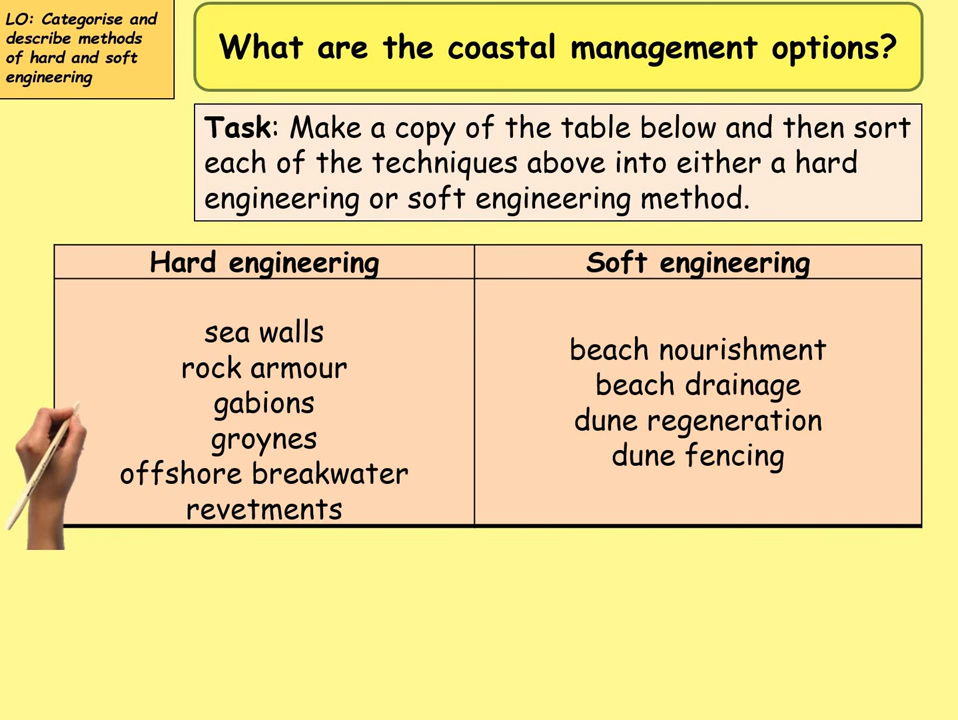 LO: Categorise and
describe methods
of hard and soft
engineering
What are the coastal management options?
Task: Make a copy of the table below and then sort
each of the techniques above into either a hard
engineering or soft engineering method.
Hard engineering
sea walls
rock armour
gabions
groynes
offshore breakwater
revetments
Soft engineering
beach nourishment
beach drainage
dune regeneration
dune fencing